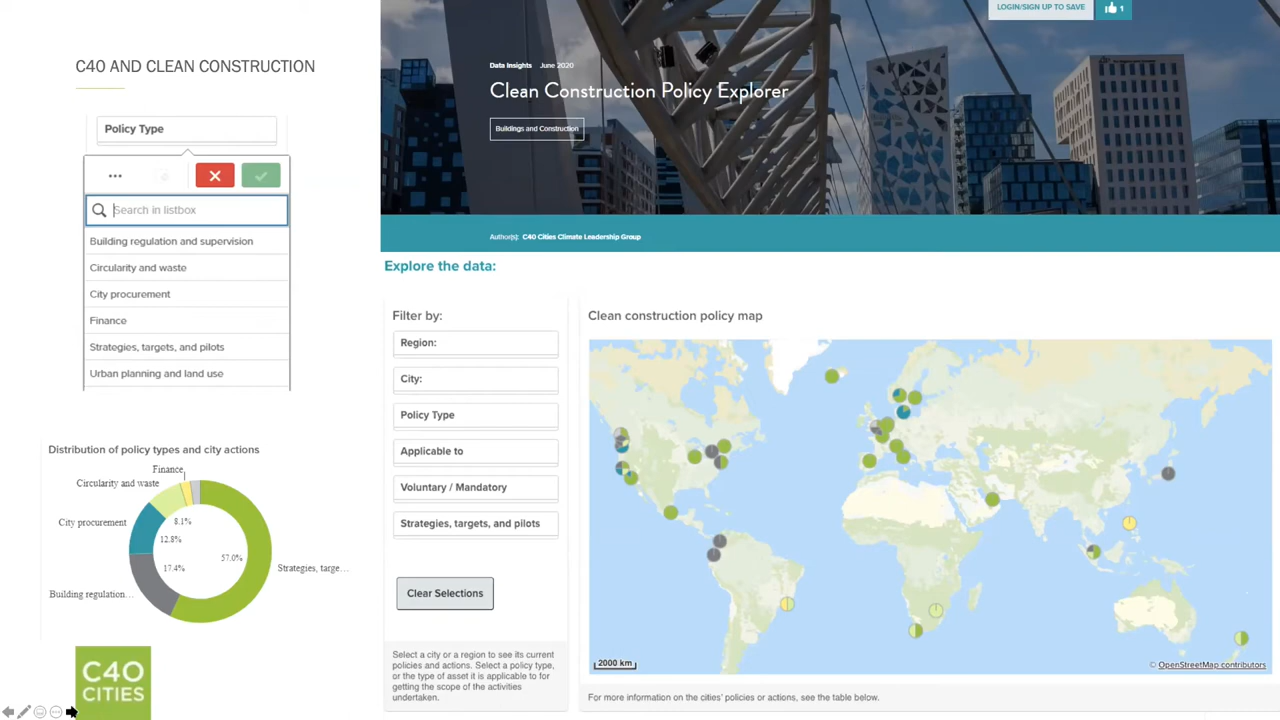 C40 AND CLEAN CONSTRUCTION
Policy Type
Search in listbox
Building regulation and supervision
Circularity and waste
City procurement
Finance
Strategies, targets, and pilots
Urban planning and land use
Distribution of policy types and city actions
Finance
Circularity and waste
City procurement
Building regulation...
Strategies, targe...
8.1%
12.8%
17.4%
57.0%
C40
CITIES
LOGIN/SIGN UP TO SAVE
1
Data Insights June 2020
Clean Construction Policy Explorer
Buildings and Construction
Author(s): C40 Cities Climate Leadership Group
Explore the data:
Filter by:
Region:
City:
Policy Type
Applicable to
Voluntary / Mandatory
Strategies, targets, and pilots
Clear Selections
Select a city or a region to see its current
policies and actions. Select a policy type,
or the type of asset it is applicable to for
getting the scope of the activities
undertaken.
Clean construction policy map
2000 km
© OpenStreetMap contributors
For more information on the cities' policies or actions, see the table below.